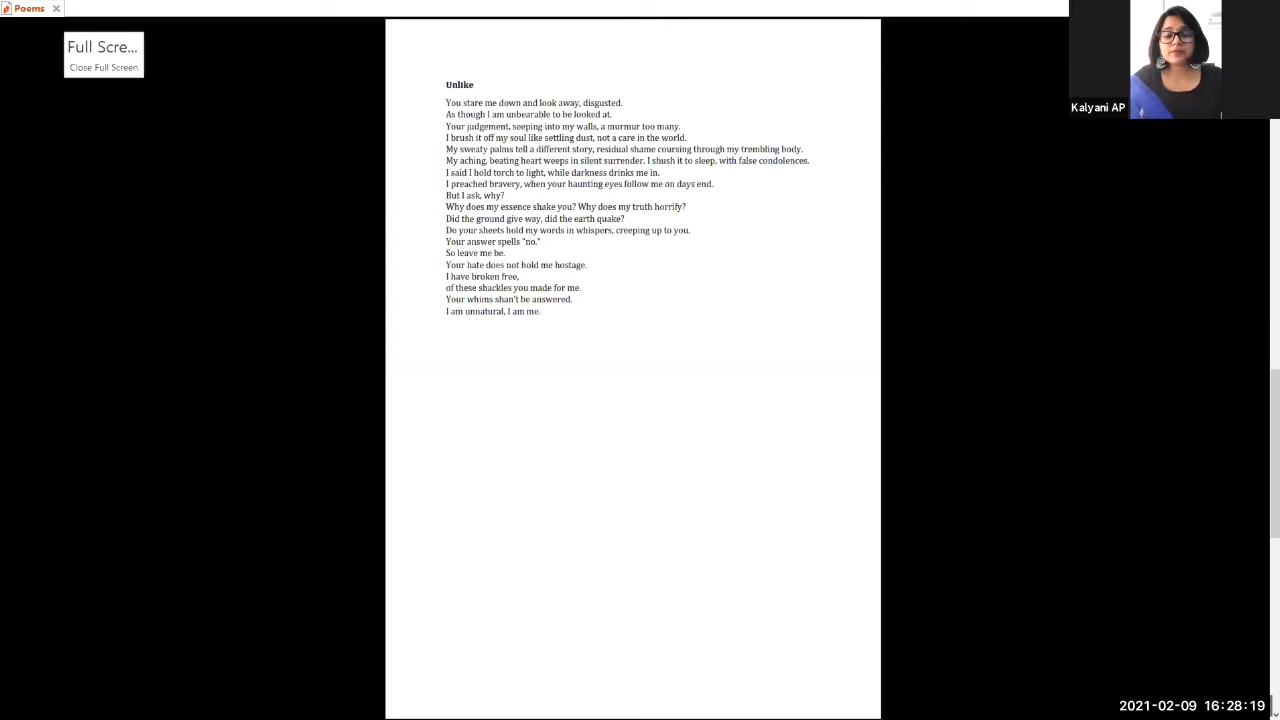 Poems
Full Scre...
Close Full Screen
Kalyani AP
Unlike
You stare me down and look away, disgusted.
As though I am unbearable to be looked at.
Your judgement, seeping into my walls, a murmur too many.
I brush it off my soul like settling dust, not a care in the world.
My sweaty palms tell a different story, residual shame coursing through my trembling body.
My aching, beating heart weeps in silent surrender. I shush it to sleep, with false condolences.
I said I hold torch to light, while darkness drinks me in.
I preached bravery, when your haunting eyes follow me on days end.
But I ask, why?
Why does my essence shake you? Why does my truth horrify?
Did the ground give way, did the earth quake?
Do your sheets hold my words in whispers, creeping up to you.
Your answer spells “no.”
So leave me be.
Your hate does not hold me hostage.
I have broken free,
of these shackles you made for me.
Your whims shan’t be answered.
I am unnatural, I am me.
2021-02-09 16:28:19